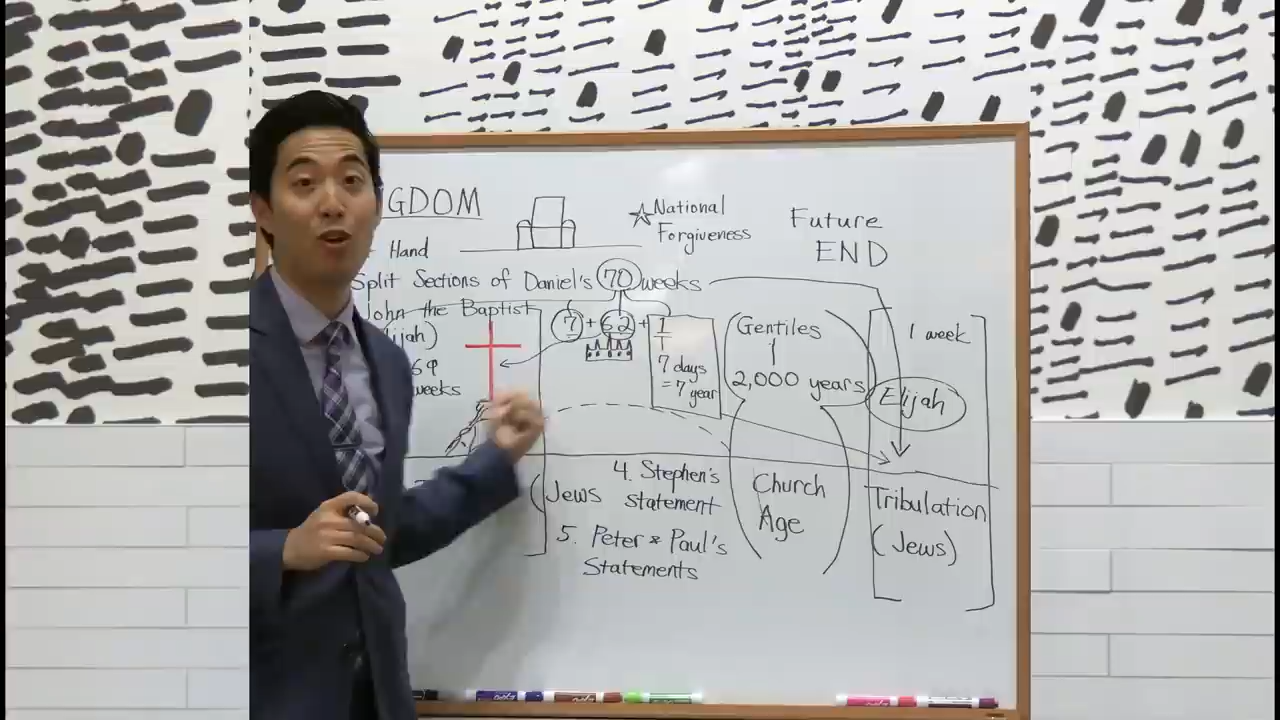 GDOM
Hand
☆National
Forgiveness
Future
END
Split Sections of Daniel's 70 weeks
John the Baptist
ijah)
69
weeks
7 + 62 + 1
7 days
= 7 year
Gentiles
2,000 years
1 week
Elijah
(Jews
4. Stephen's
statement
5. Peter & Paul's
Statements
Church
Age
Tribulation
(Jews)